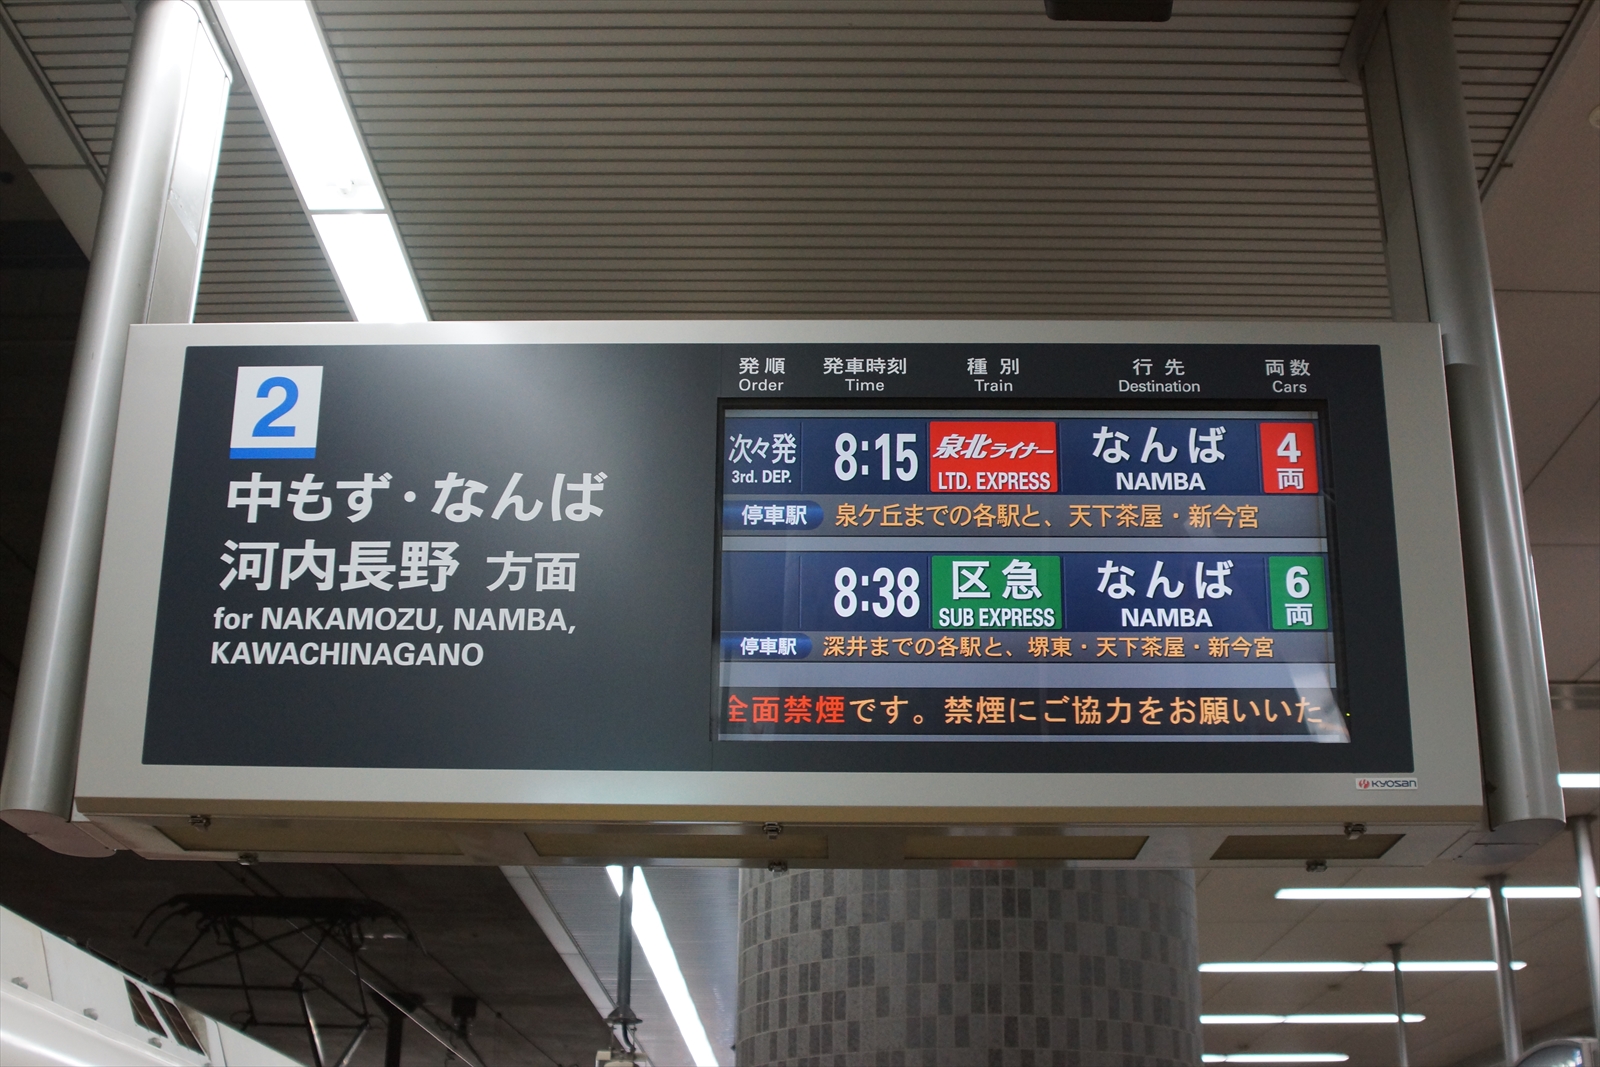 2
中もず・なんば
河内長野 方面
for NAKAMOZU, NAMBA,
KAWACHINAGANO
発順 発車時刻 種別 行先 両数
Order Time Train Destination Cars
次々発 8:15 泉北ライナー なんば 4両
3rd. DEP. LTD. EXPRESS NAMBA
停車駅 泉ケ丘までの各駅と、天下茶屋・新今宮
8:38 区急 なんば 6両
SUB EXPRESS NAMBA
停車駅 深井までの各駅と、堺東・天下茶屋・新今宮
全面禁煙です。禁煙にご協力をお願いいた
KYOSAN